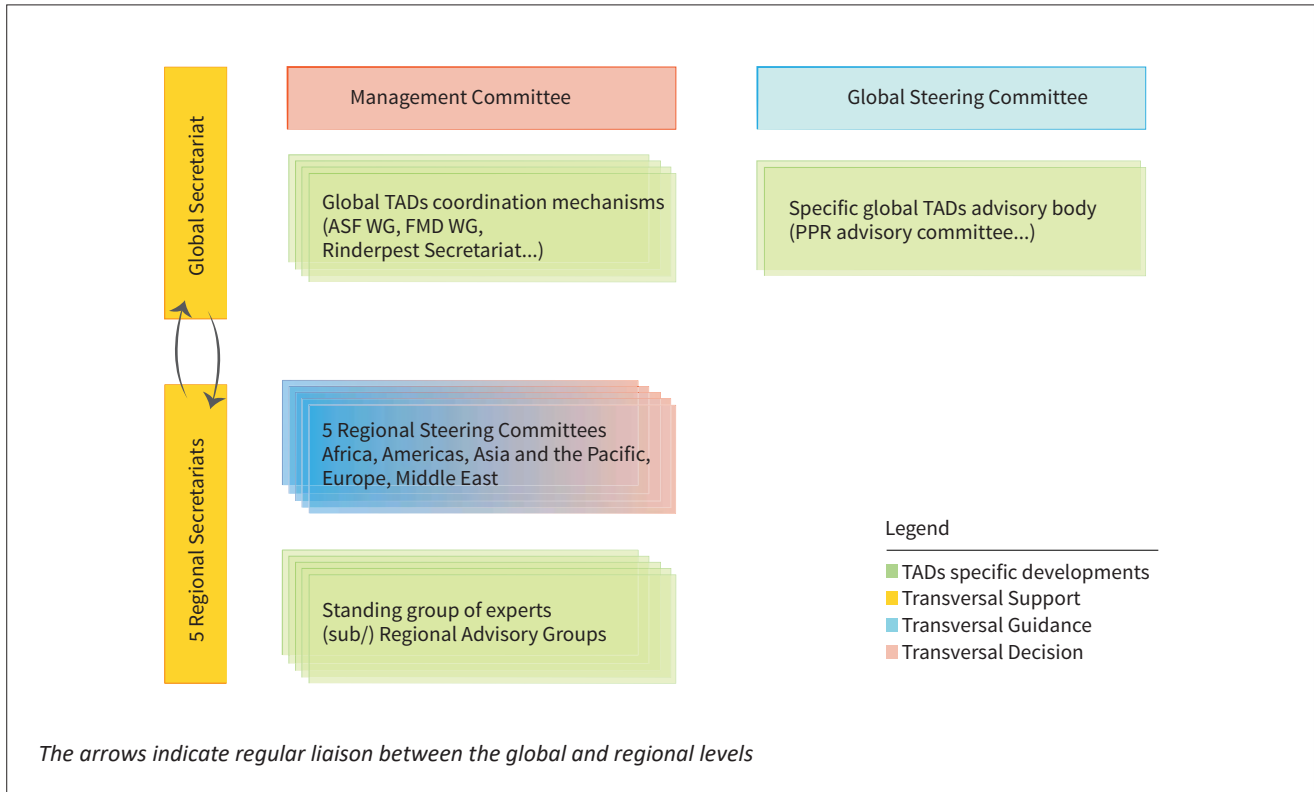 Global Secretariat
Management Committee
Global Steering Committee
Global TADs coordination mechanisms
(ASF WG, FMD WG,
Rinderpest Secretariat...)
Specific global TADs advisory body
(PPR advisory committee...)
5 Regional Secretariats
5 Regional Steering Committees
Africa, Americas, Asia and the Pacific,
Europe, Middle East
Standing group of experts
(sub/) Regional Advisory Groups
Legend
TADs specific developments
Transversal Support
Transversal Guidance
Transversal Decision
The arrows indicate regular liaison between the global and regional levels